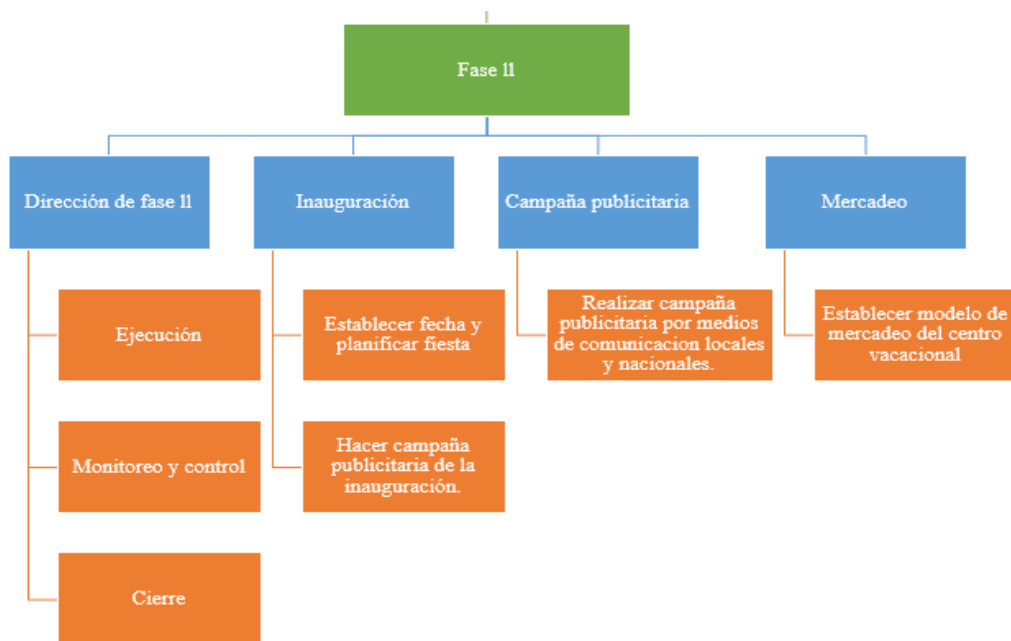 Fase ll
Dirección de fase ll
Inauguración
Campaña publicitaria
Mercadeo
Ejecución
Monitoreo y control
Cierre
Establecer fecha y
planificar fiesta
Hacer campaña
publicitaria de la
inauguración.
Realizar campaña
publicitaria por medios
de comunicacion locales
y nacionales.
Establecer modelo de
mercadeo del centro
vacacional